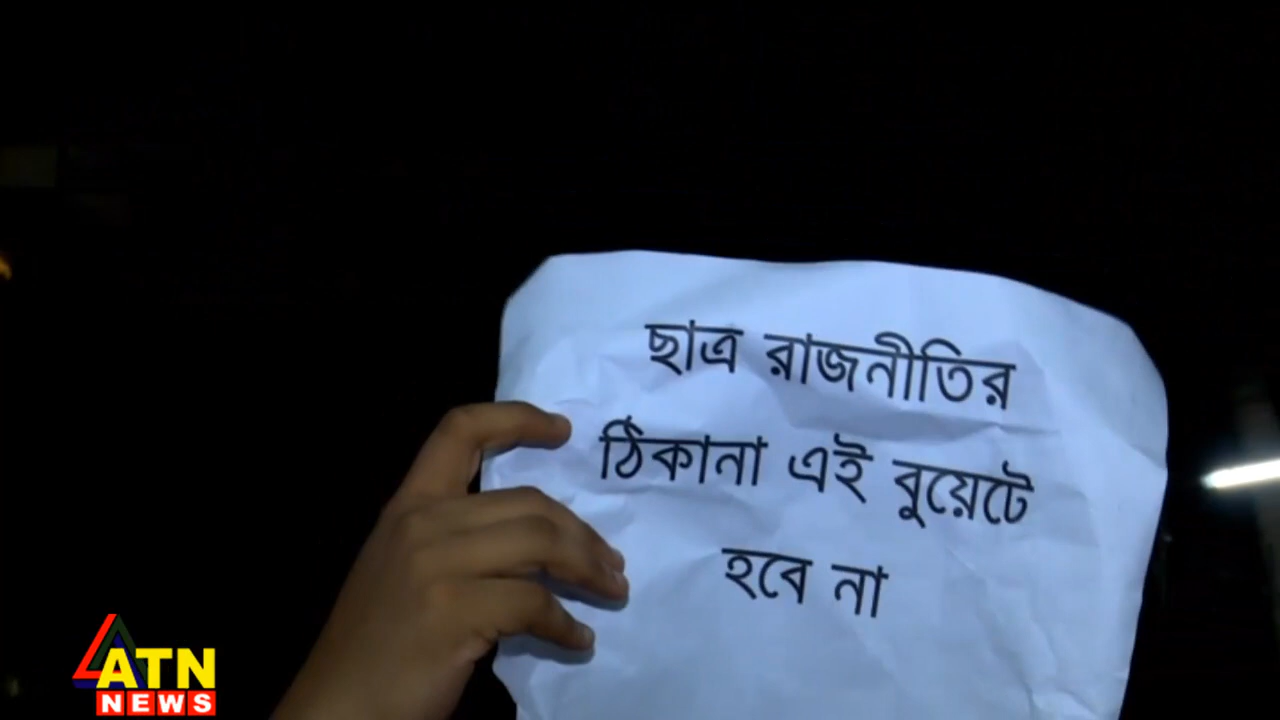 ছাত্র রাজনীতির
ঠিকানা এই বুয়েটে
হবে না
ATN
NEWS